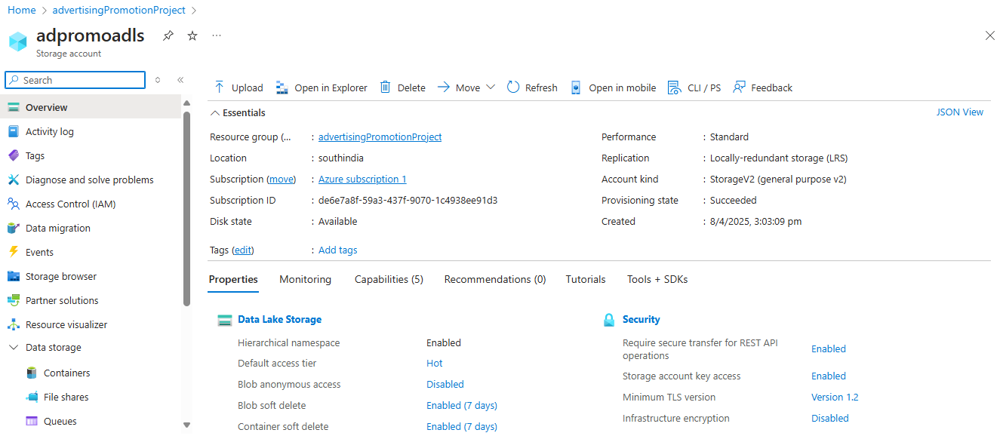 Home > advertisingPromotionProject >
adpromoadls
Storage account
Search
Overview
Activity log
Tags
Diagnose and solve problems
Access Control (IAM)
Data migration
Events
Storage browser
Partner solutions
Resource visualizer
Data storage
Containers
File shares
Queues
Upload Open in Explorer Delete Move Refresh Open in mobile CLI / PS Feedback
Essentials JSON View
Resource group (... : advertisingPromotionProject
Location : southindia
Subscription (move) : Azure subscription 1
Subscription ID : de6e7a8f-59a3-437f-9070-1c4938ee91d3
Disk state : Available
Performance : Standard
Replication : Locally-redundant storage (LRS)
Account kind : StorageV2 (general purpose v2)
Provisioning state : Succeeded
Created : 8/4/2025, 3:03:09 pm
Tags (edit) : Add tags
Properties Monitoring Capabilities (5) Recommendations (0) Tutorials Tools + SDKs
Data Lake Storage
Hierarchical namespace Enabled
Default access tier Hot
Blob anonymous access Disabled
Blob soft delete Enabled (7 days)
Container soft delete Enabled (7 days)
Security
Require secure transfer for REST API
operations Enabled
Storage account key access Enabled
Minimum TLS version Version 1.2
Infrastructure encryption Disabled